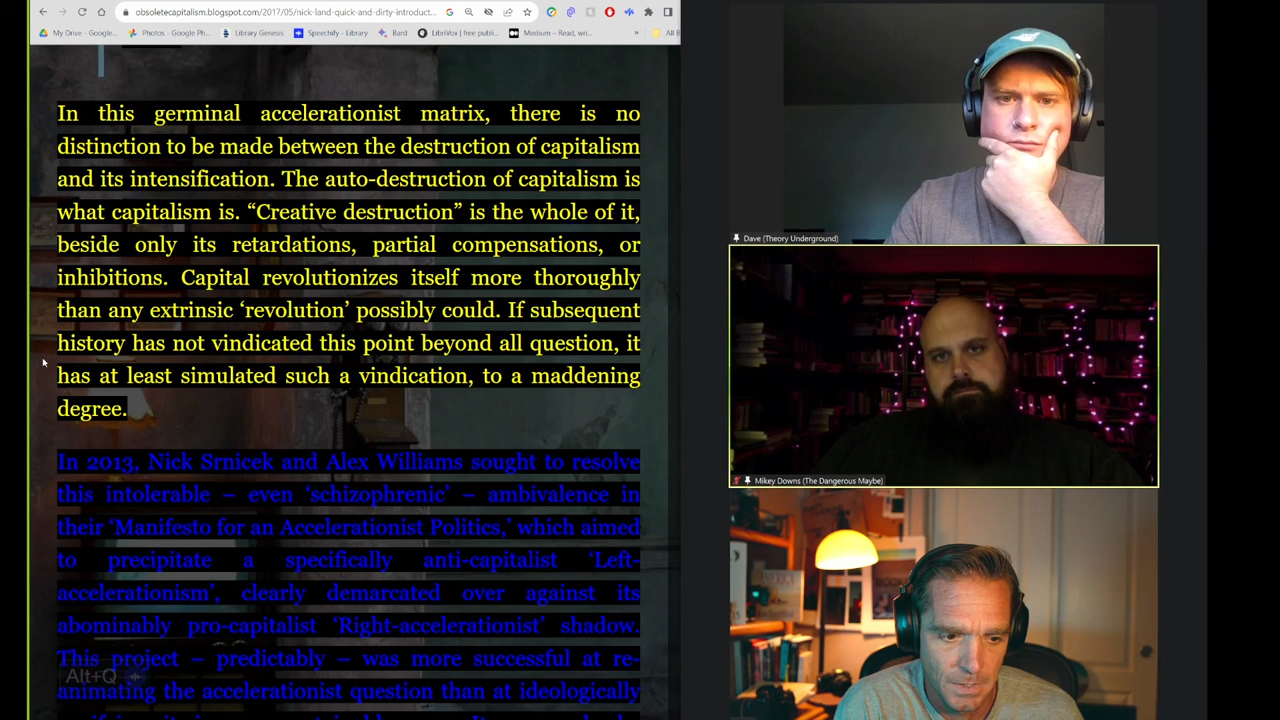 obsoletecapitalism.blogspot.com/2017/05/nick-land-quick-and-dirty-introduct...
My Drive - Google...
Photos - Google Ph...
Library Genesis
Speechify - Library
Bard
LibriVox | free publi...
Medium – Read, wri...
»
All B
In this germinal accelerationist matrix, there is no
distinction to be made between the destruction of capitalism
and its intensification. The auto-destruction of capitalism is
what capitalism is. “Creative destruction” is the whole of it,
beside only its retardations, partial compensations, or
inhibitions. Capital revolutionizes itself more thoroughly
than any extrinsic ‘revolution’ possibly could. If subsequent
history has not vindicated this point beyond all question, it
has at least simulated such a vindication, to a maddening
degree.
In 2013, Nick Srnicek and Alex Williams sought to resolve
this intolerable – even ‘schizophrenic’ – ambivalence in
their ‘Manifesto for an Accelerationist Politics,’ which aimed
to precipitate a specifically anti-capitalist ‘Left-
accelerationism’, clearly demarcated over against its
abominably pro-capitalist ‘Right-accelerationist’ shadow.
This project – predictably – was more successful at re-
animating the accelerationist question than at ideologically
Alt+Q
Dave (Theory Underground)
Mikey Downs (The Dangerous Maybe)